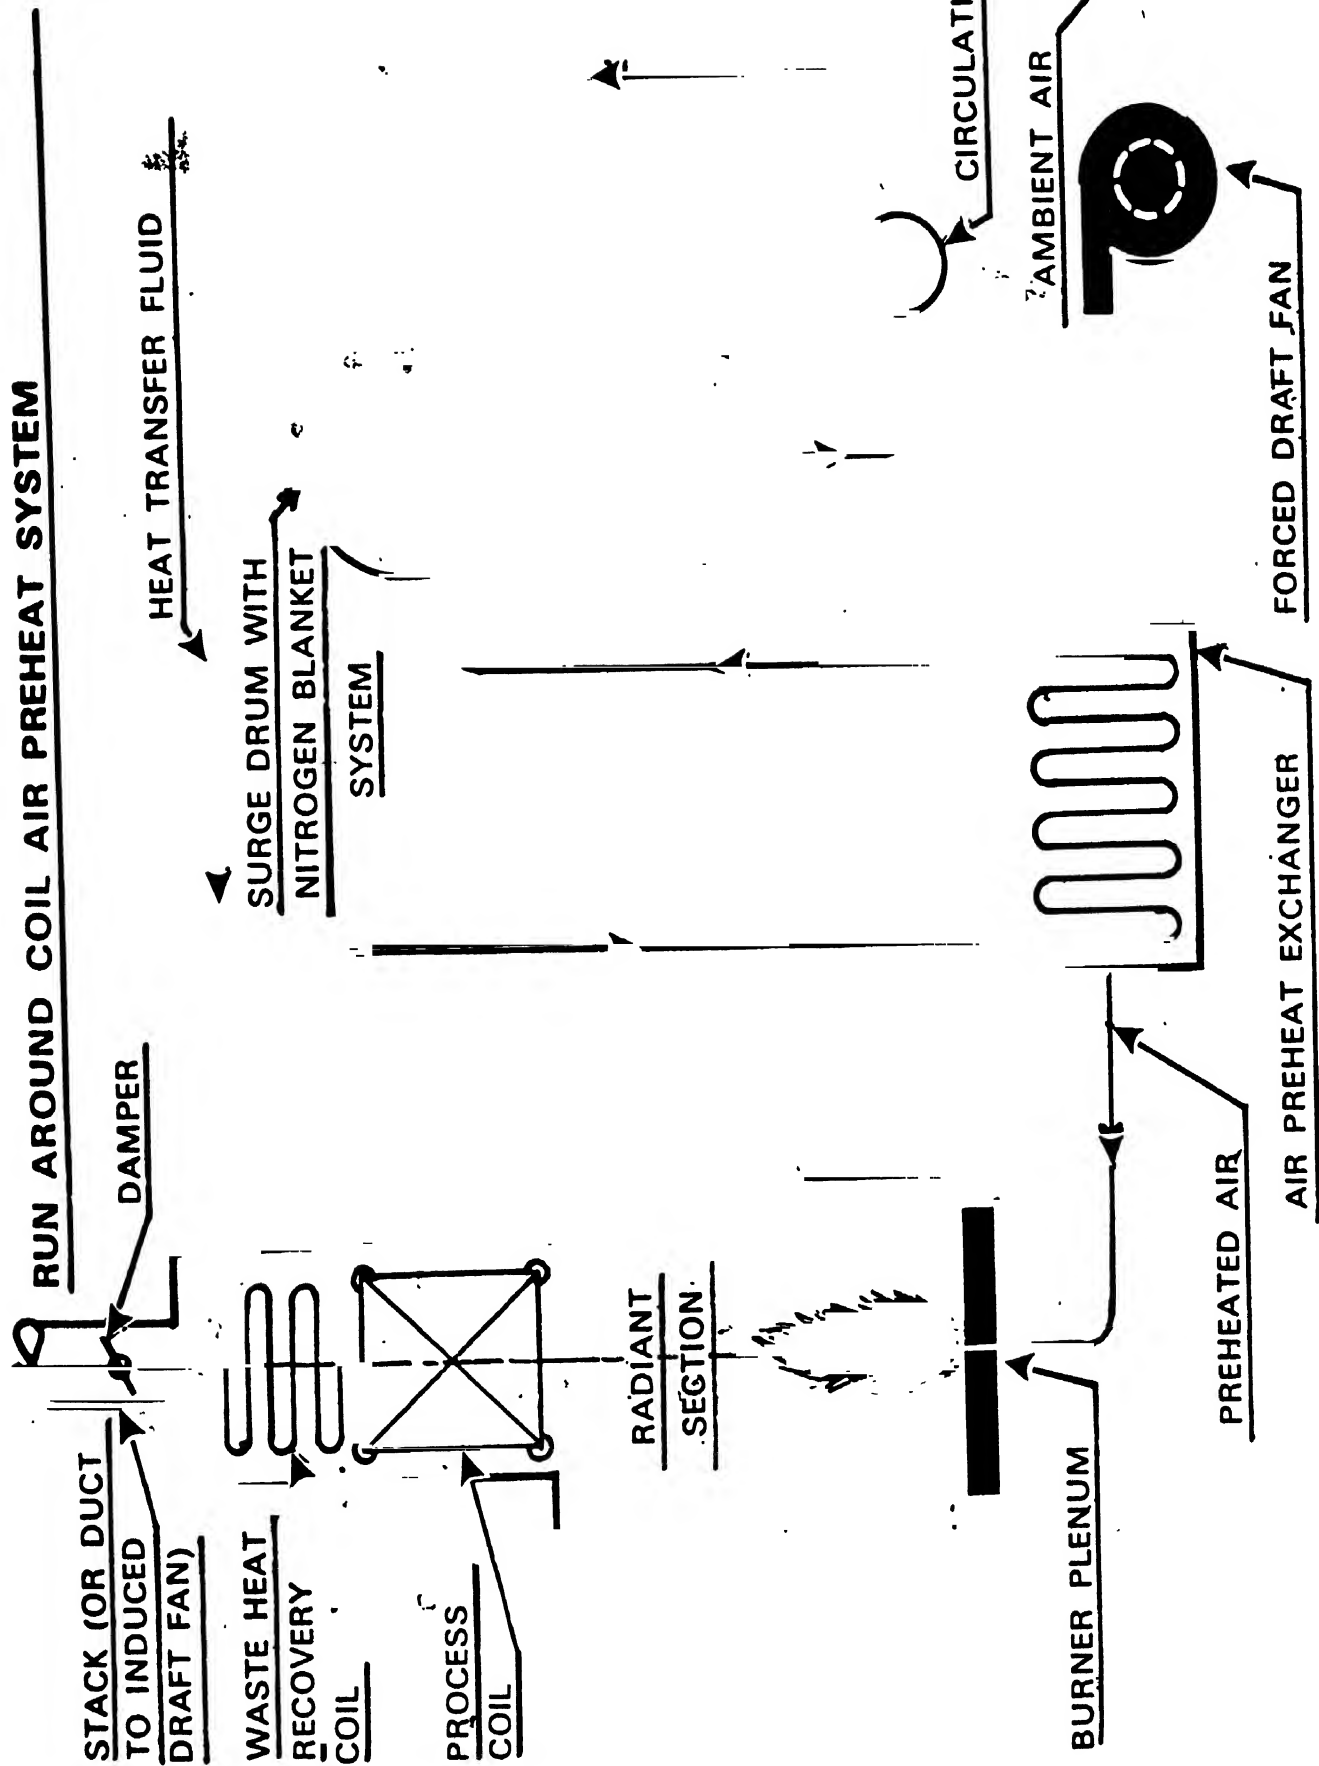 RUN AROUND COIL AIR PREHEAT SYSTEM
STACK (OR DUCT
TO INDUCED
DRAFT FAN)
DAMPER
HEAT TRANSFER FLUID
WASTE HEAT
RECOVERY
COIL
SURGE DRUM WITH
NITROGEN BLANKET
SYSTEM
PROCESS
COIL
RADIANT
SECTION
CIRCULATI
AMBIENT AIR
BURNER PLENUM
PREHEATED AIR
AIR PREHEAT EXCHANGER
FORCED DRAFT FAN